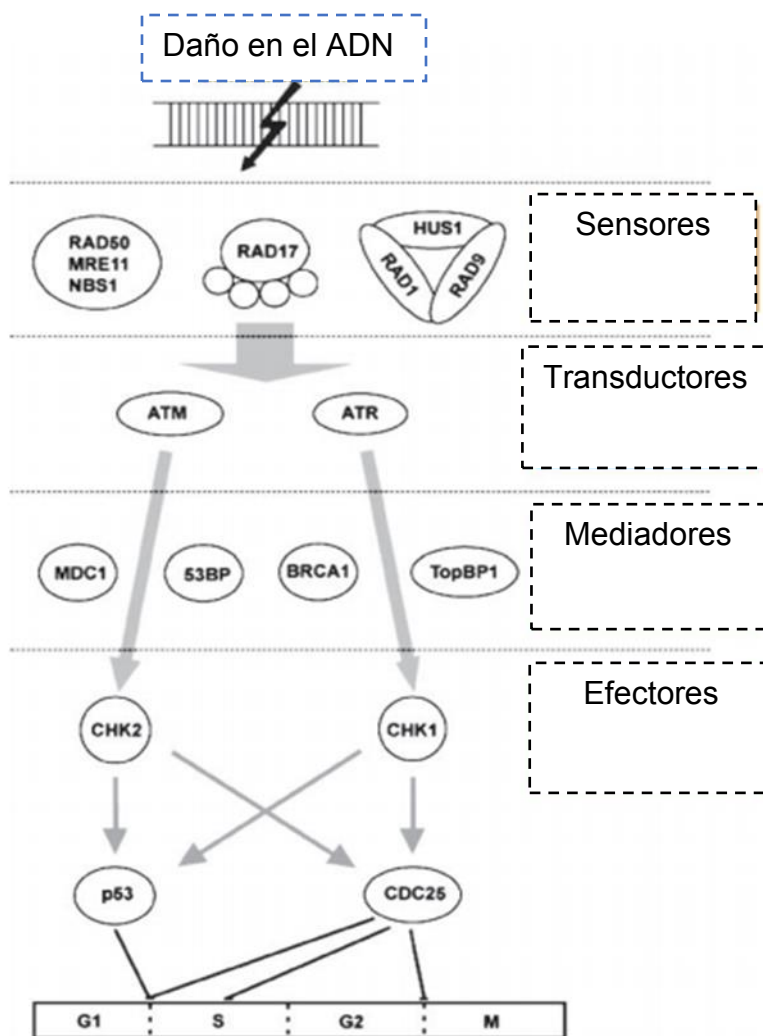 Daño en el ADN
RAD50
MRE11
NBS1
RAD17
HUS1
RAD1
RAD9
Sensores
Transductores
ATM
ATR
Mediadores
MDC1
53BP
BRCA1
TopBP1
Efectores
CHK2
CHK1
p53
CDC25
G1
S
G2
M